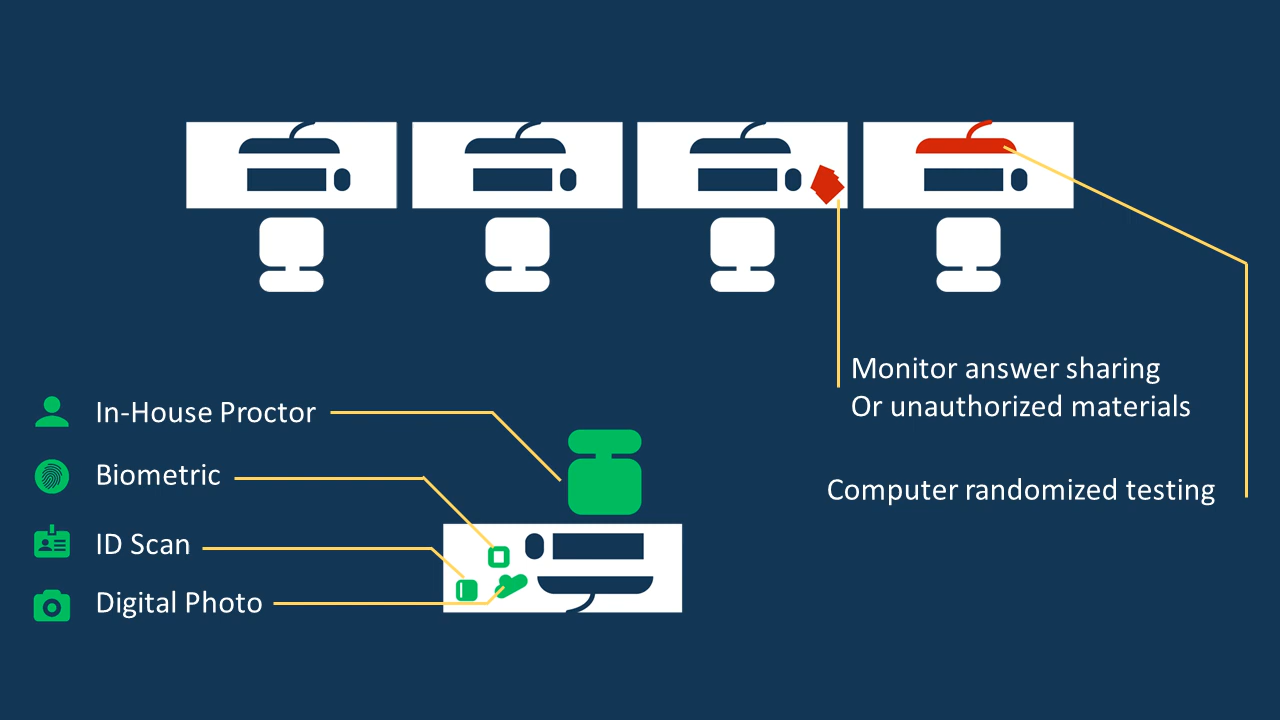 Monitor answer sharing
Or unauthorized materials
In-House Proctor
Biometric
Computer randomized testing
ID Scan
Digital Photo